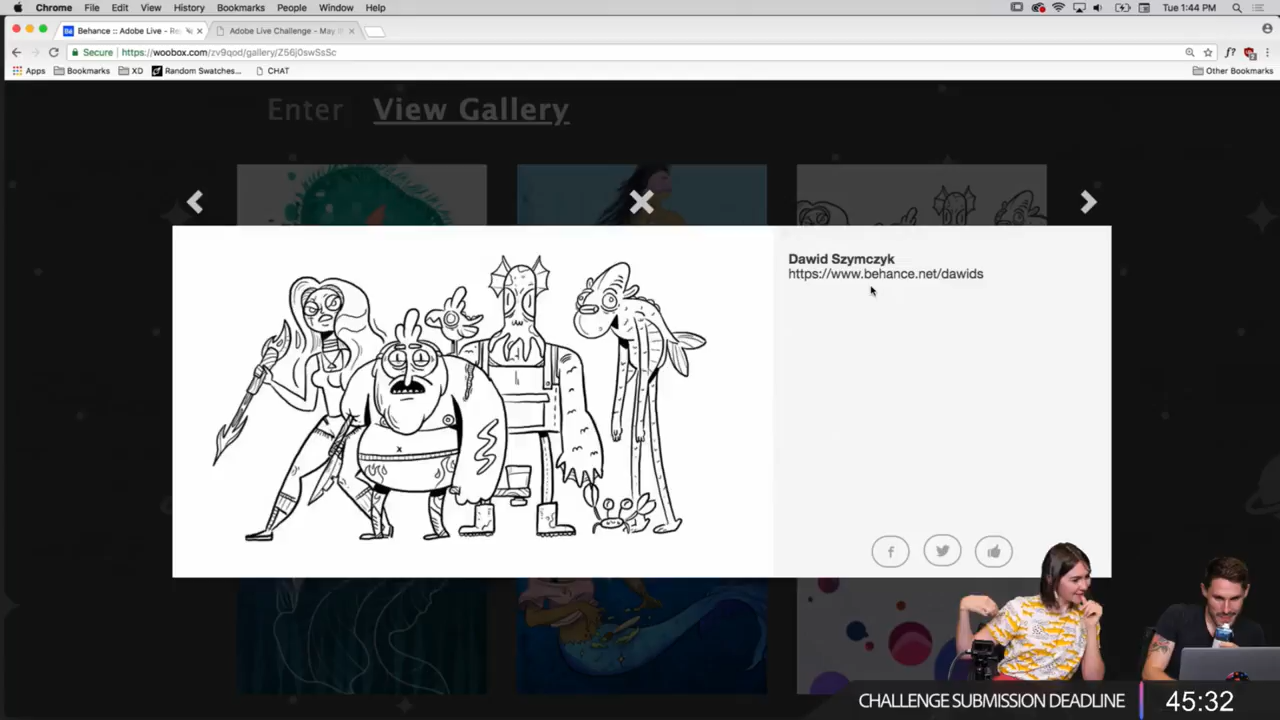 Chrome File Edit View History Bookmarks People Window Help Tue 1:44 PM
Behance :: Adobe Live - Re Adobe Live Challenge - May
Secure https://woobox.com/zv9qod/gallery/Z56j0swSsSc
Apps Bookmarks XD Random Swatches... CHAT Other Bookmarks
Enter View Gallery
Dawid Szymczyk
https://www.behance.net/dawids
CHALLENGE SUBMISSION DEADLINE 45:32